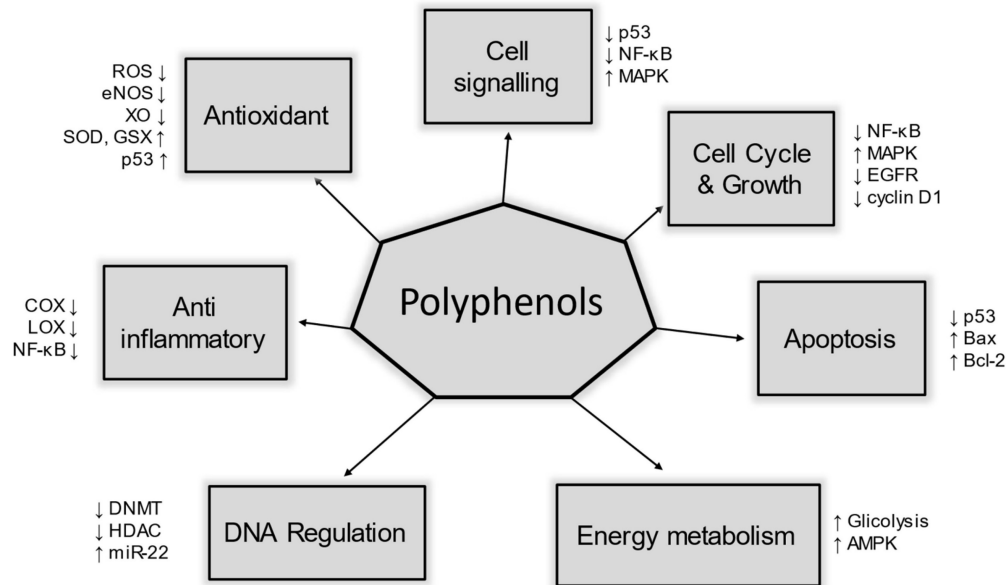 Cell
signalling
↓ p53
↓ NF-κB
↑ MAPK
ROS ↓
eNOS ↓
XO ↓
SOD, GSX ↑
p53 ↑
Antioxidant
Cell Cycle
& Growth
↓ NF-κB
↑ MAPK
↓ EGFR
↓ cyclin D1
Polyphenols
COX ↓
LOX ↓
NF-κB ↓
Anti
inflammatory
Apoptosis
↓ p53
↑ Bax
↑ Bcl-2
↓ DNMT
↓ HDAC
↑ miR-22
DNA Regulation
Energy metabolism
↑ Glicolysis
↑ AMPK